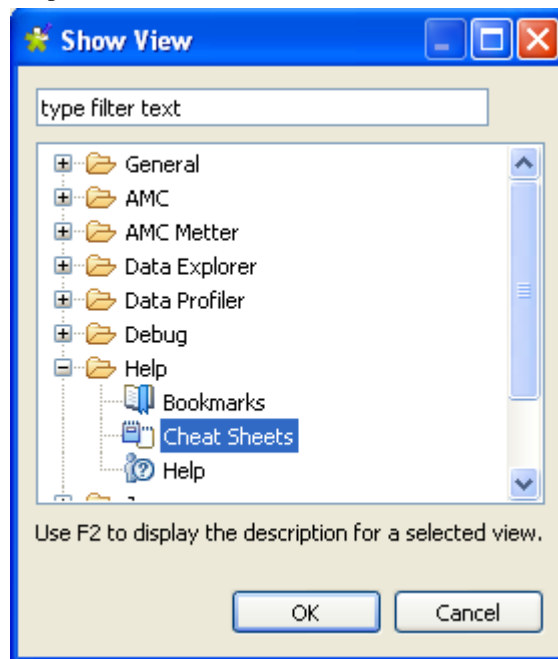 Show View
type filter text
General
AMC
AMC Metter
Data Explorer
Data Profiler
Debug
Help
Bookmarks
Cheat Sheets
Help
Use F2 to display the description for a selected view.
OK
Cancel